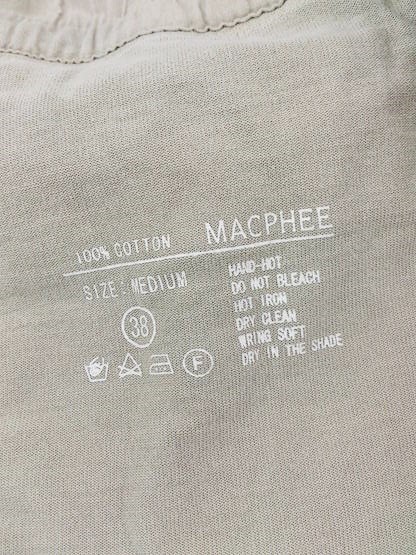 100% COTTON MACPHEE
SIZE : MEDIUM
38
F
HAND-HOT
DO NOT BLEACH
HOT IRON
DRY CLEAN
WRING SOFT
DRY IN THE SHADE